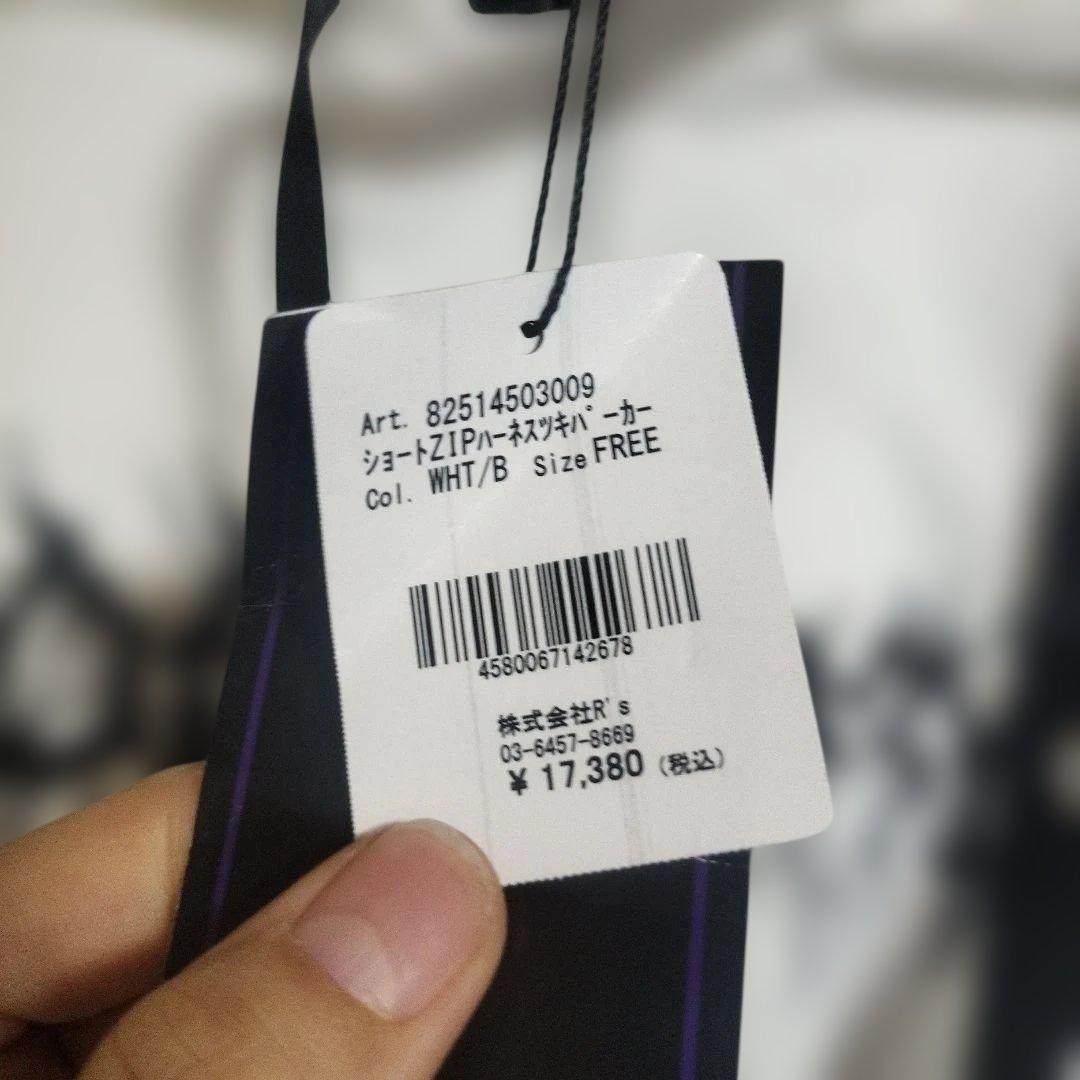 Art. 82514503009
ｼｮｰﾄZIPﾊｰﾈｽﾂｷﾊﾟｰｶｰ
Col. WHT/B Size FREE
4580067142678
株式会社R's
03-6457-8669
¥ 17,380 (税込)